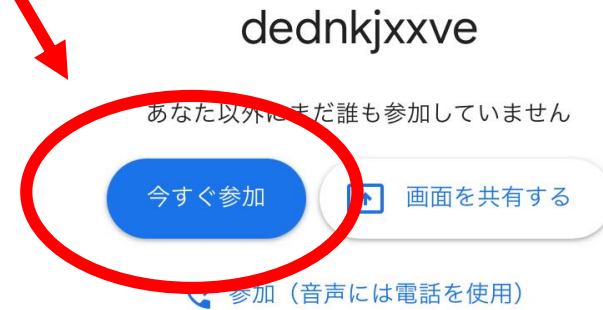 dednkjxxve
あなた以外にまだ誰も参加していません
今すぐ参加
画面を共有する
参加（音声には電話を使用）